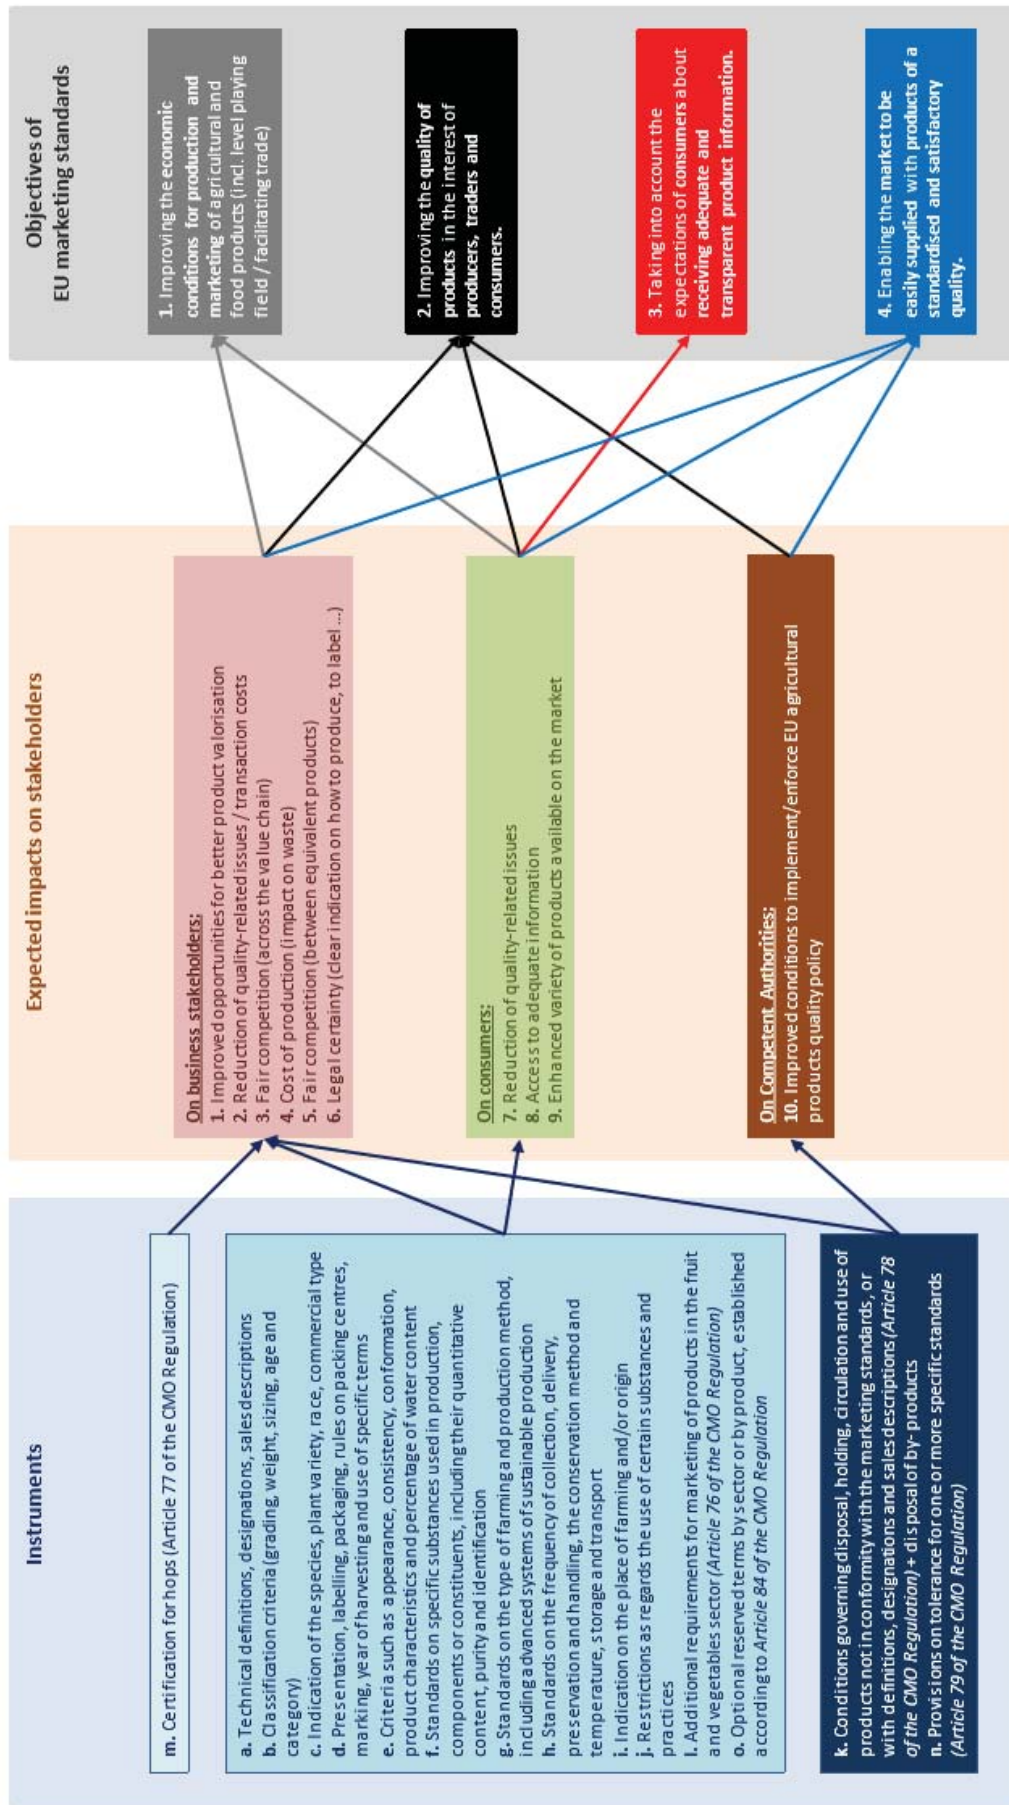 Instruments
m. Certification for hops (Article 77 of the CMO Regulation)
a. Technical definitions, designations, sales descriptions
b. Classification criteria (grading, weight, sizing, age and
category)
c. Indication of the species, plant variety, race, commercial type
d. Presentation, labelling, packaging, rules on packing centres,
marking, year of harvesting and use of specific terms
e. Criteria such as appearance, consistency, conformation,
product characteristics and percentage of water content
f. Standards on specific substances used in production,
components or constituents, including their quantitative
content, purity and identification
g. Standards on the type of farming and production method,
including advanced systems of sustainable production
h. Standards on the frequency of collection, delivery,
preservation and handling, the conservation method and
temperature, storage and transport
i. Indication on the place of farming and/or origin
j. Restrictions as regards the use of certain substances and
practices
l. Additional requirements for marketing of products in the fruit
and vegetables sector (Article 76 of the CMO Regulation)
o. Optional reserved terms by sector or by product, established
according to Article 84 of the CMO Regulation
k. Conditions governing disposal, holding, circulation and use of
products not in conformity with the marketing standards, or
with definitions, designations and sales descriptions (Article 78
of the CMO Regulation) + disposal of by- products
n. Provisions on tolerance for one or more specific standards
(Article 79 of the CMO Regulation)
Expected impacts on stakeholders
On business stakeholders:
1. Improved opportunities for better product valorisation
2. Reduction of quality-related issues / transaction costs
3. Fair competition (across the value chain)
4. Cost of production (impact on waste)
5. Fair competition (between equivalent products)
6. Legal certainty (clear indication on how to produce, to label ...)
On consumers:
7. Reduction of quality-related issues
8. Access to adequate information
9. Enhanced variety of products available on the market
On Competent Authorities:
10. Improved conditions to implement/enforce EU agricultural
products quality policy
Objectives of
EU marketing standards
1. Improving the economic
conditions for production and
marketing of agricultural and
food products (incl. level playing
field / facilitating trade)
2. Improving the quality of
products in the interest of
producers, traders and
consumers.
3. Taking into account the
expectations of consumers about
receiving adequate and
transparent product information.
4. Enabling the market to be
easily supplied with products of a
standardised and satisfactory
quality.